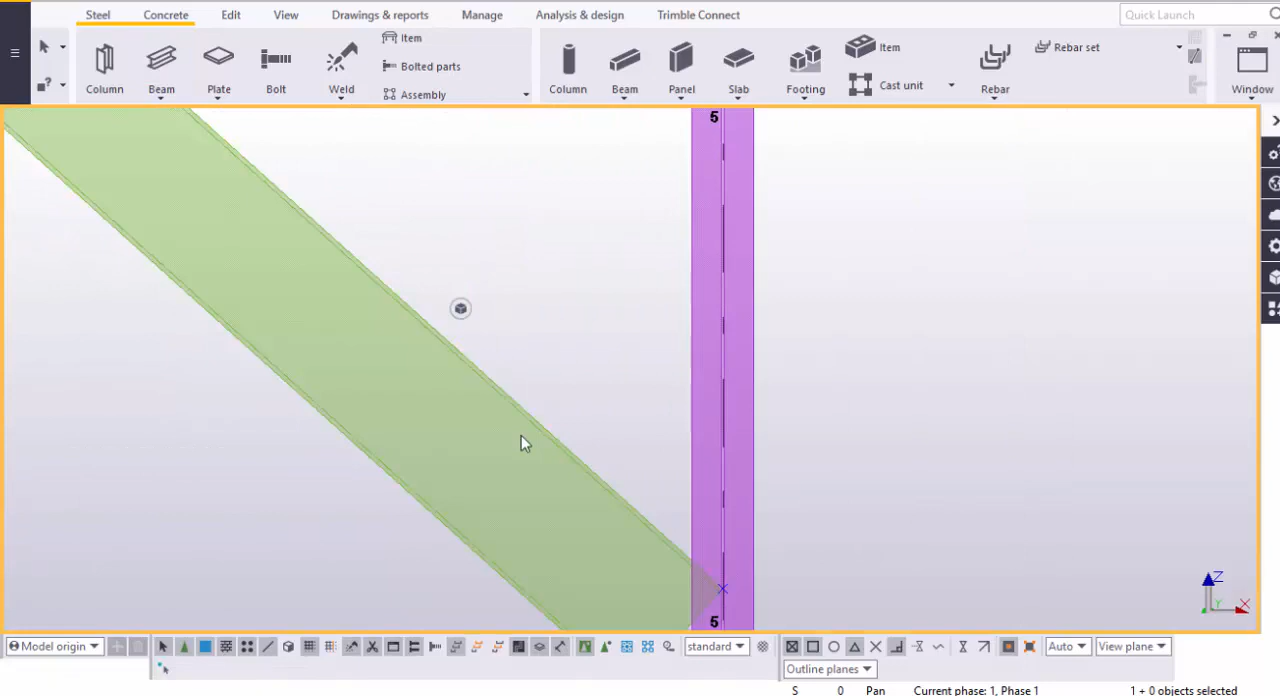 Steel Concrete Edit View Drawings & reports Manage Analysis & design Trimble Connect Quick Launch
Item
Bolted parts
Assembly
Column Beam Plate Bolt Weld
Item
Cast unit
Rebar set
Column Beam Panel Slab Footing Rebar Window
5
5
Z
Y
X
Model origin standard Auto View plane
Outline planes
S 0 Pan Current phase: 1, Phase 1 1 + 0 objects selected